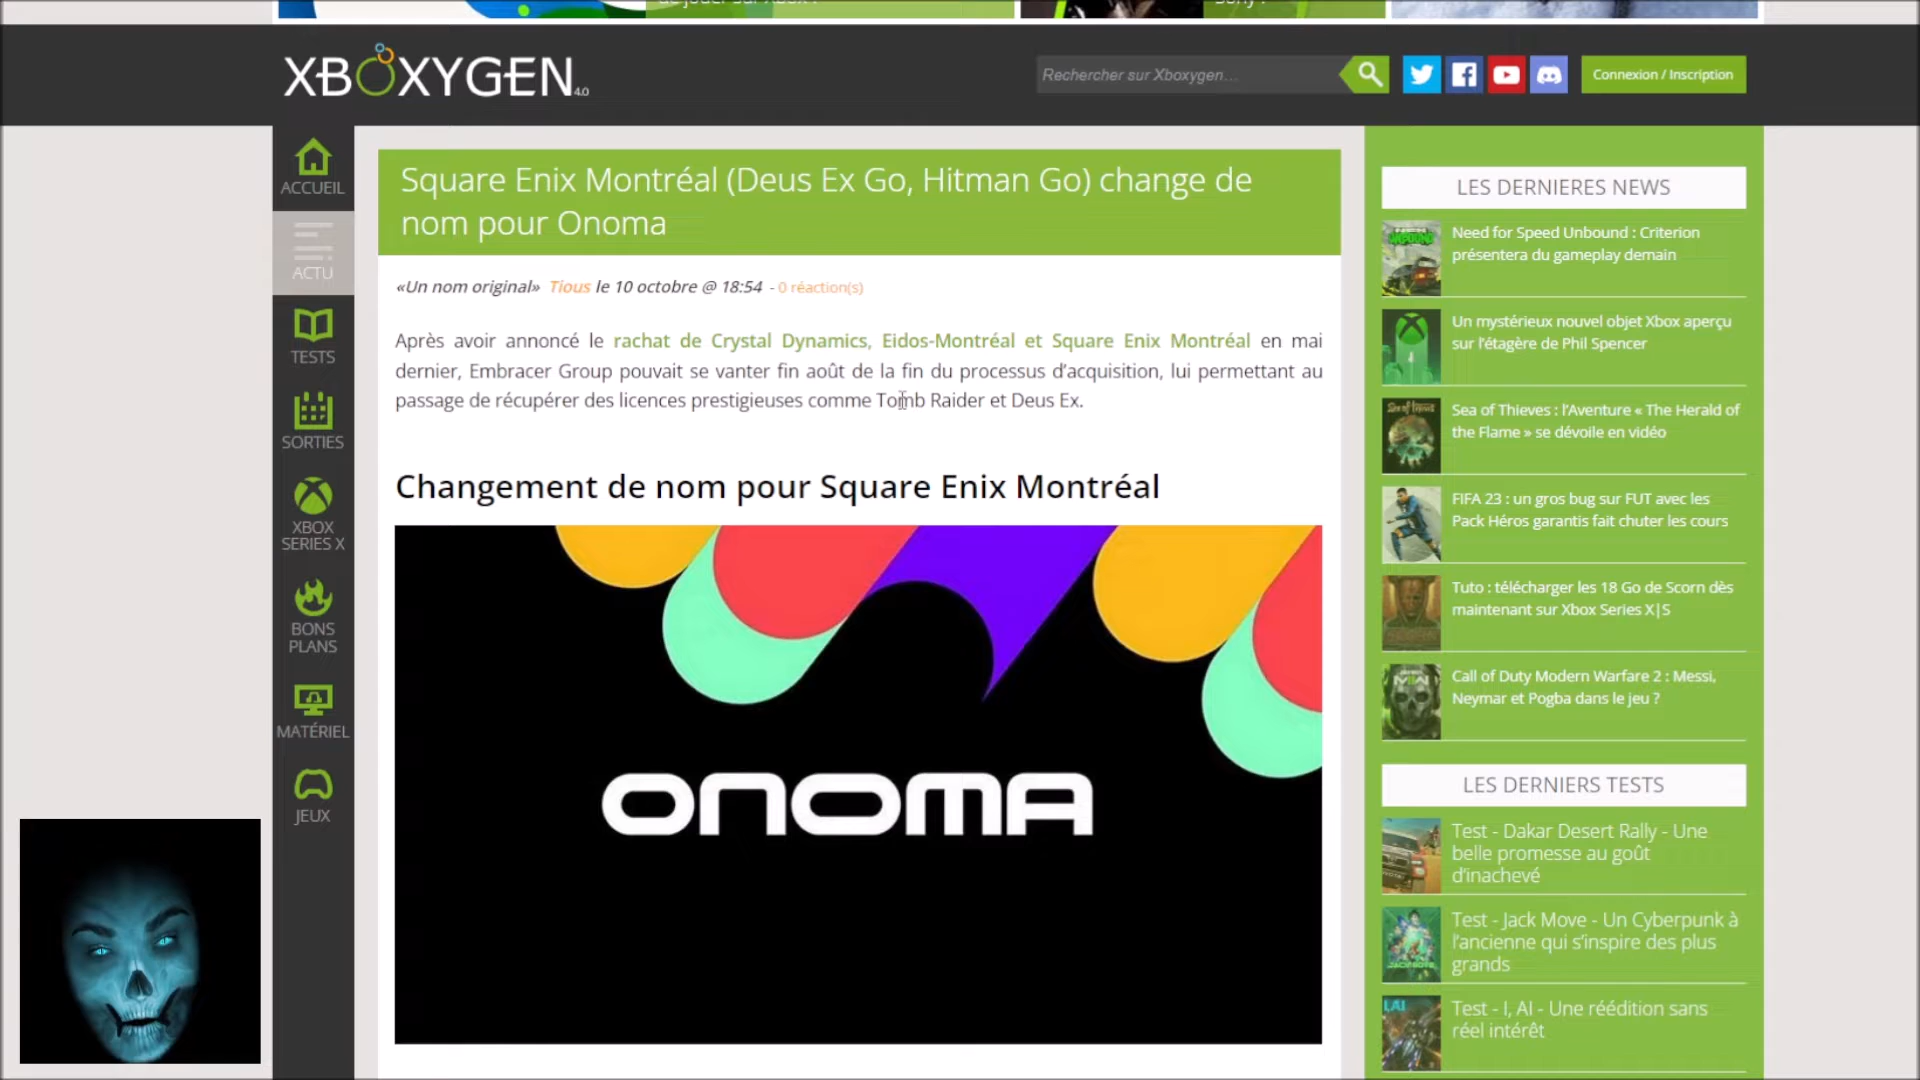 de jouer sur Xbox !
Sony !
XBOXYGEN 4.0
Rechercher sur Xboxygen...
Connexion / Inscription
ACCUEIL
ACTU
TESTS
SORTIES
XBOX
SERIES X
BONS
PLANS
MATÉRIEL
JEUX
Square Enix Montréal (Deus Ex Go, Hitman Go) change de
nom pour Onoma
«Un nom original» Tious le 10 octobre @ 18:54 - 0 réaction(s)
Après avoir annoncé le rachat de Crystal Dynamics, Eidos-Montréal et Square Enix Montréal en mai
dernier, Embracer Group pouvait se vanter fin août de la fin du processus d’acquisition, lui permettant au
passage de récupérer des licences prestigieuses comme Tomb Raider et Deus Ex.
Changement de nom pour Square Enix Montréal
ONOMA
LES DERNIERES NEWS
Need for Speed Unbound : Criterion
présentera du gameplay demain
Un mystérieux nouvel objet Xbox aperçu
sur l’étagère de Phil Spencer
Sea of Thieves : l’Aventure « The Herald of
the Flame » se dévoile en vidéo
FIFA 23 : un gros bug sur FUT avec les
Pack Héros garantis fait chuter les cours
Tuto : télécharger les 18 Go de Scorn dès
maintenant sur Xbox Series X|S
Call of Duty Modern Warfare 2 : Messi,
Neymar et Pogba dans le jeu ?
LES DERNIERS TESTS
Test - Dakar Desert Rally - Une
belle promesse au goût
d’inachevé
Test - Jack Move - Un Cyberpunk à
l’ancienne qui s’inspire des plus
grands
Test - I, AI - Une réédition sans
réel intérêt